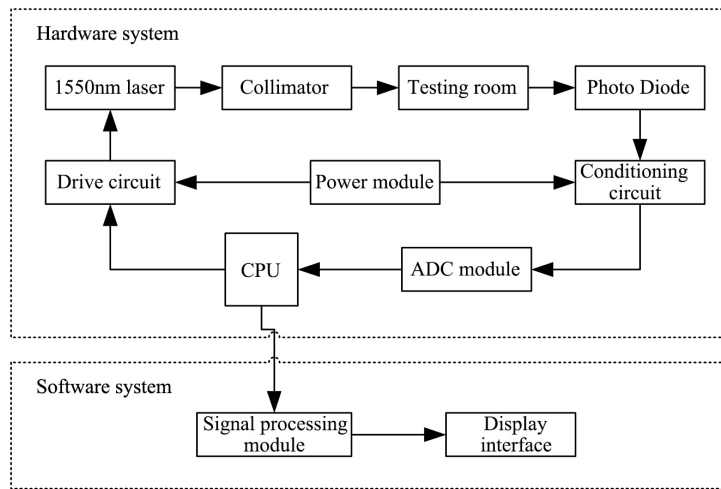 Hardware system
1550nm laser
Collimator
Testing room
Photo Diode
Drive circuit
Power module
Conditioning
circuit
CPU
ADC module
Software system
Signal processing
module
Display
interface